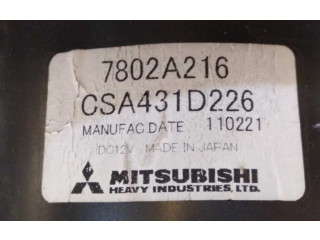 7802A216
CSA431D226
MANUFAC.DATE 110221
DC12V MADE IN JAPAN
MITSUBISHI
HEAVY INDUSTRIES, LTD.